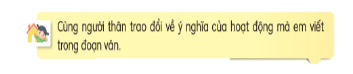 Cùng người thân trao đổi về ý nghĩa của hoạt động mà em viết
trong đoạn văn.